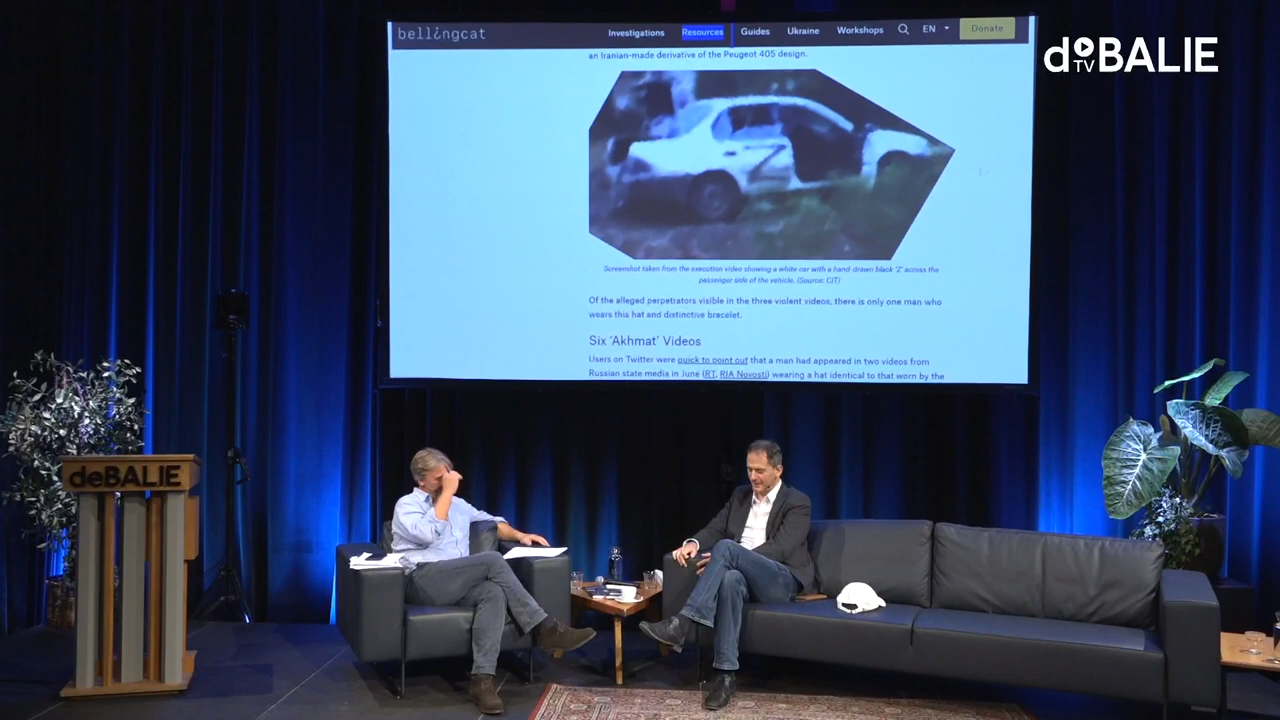 bellingcat
Investigations Resources Guides Ukraine Workshops EN Donate
an Iranian-made derivative of the Peugeot 405 design.
Screenshot taken from the execution video showing a white car with a hand-drawn black 'Z' across the
passenger side of the vehicle. (Source: CIT)
Of the alleged perpetrators visible in the three violent videos, there is only one man who
wears this hat and distinctive bracelet.
Six 'Akhmat' Videos
Users on Twitter were quick to point out that a man had appeared in two videos from
Russian state media in June (RT, RIA Novosti) wearing a hat identical to that worn by the
deBALIE TV
deBALIE